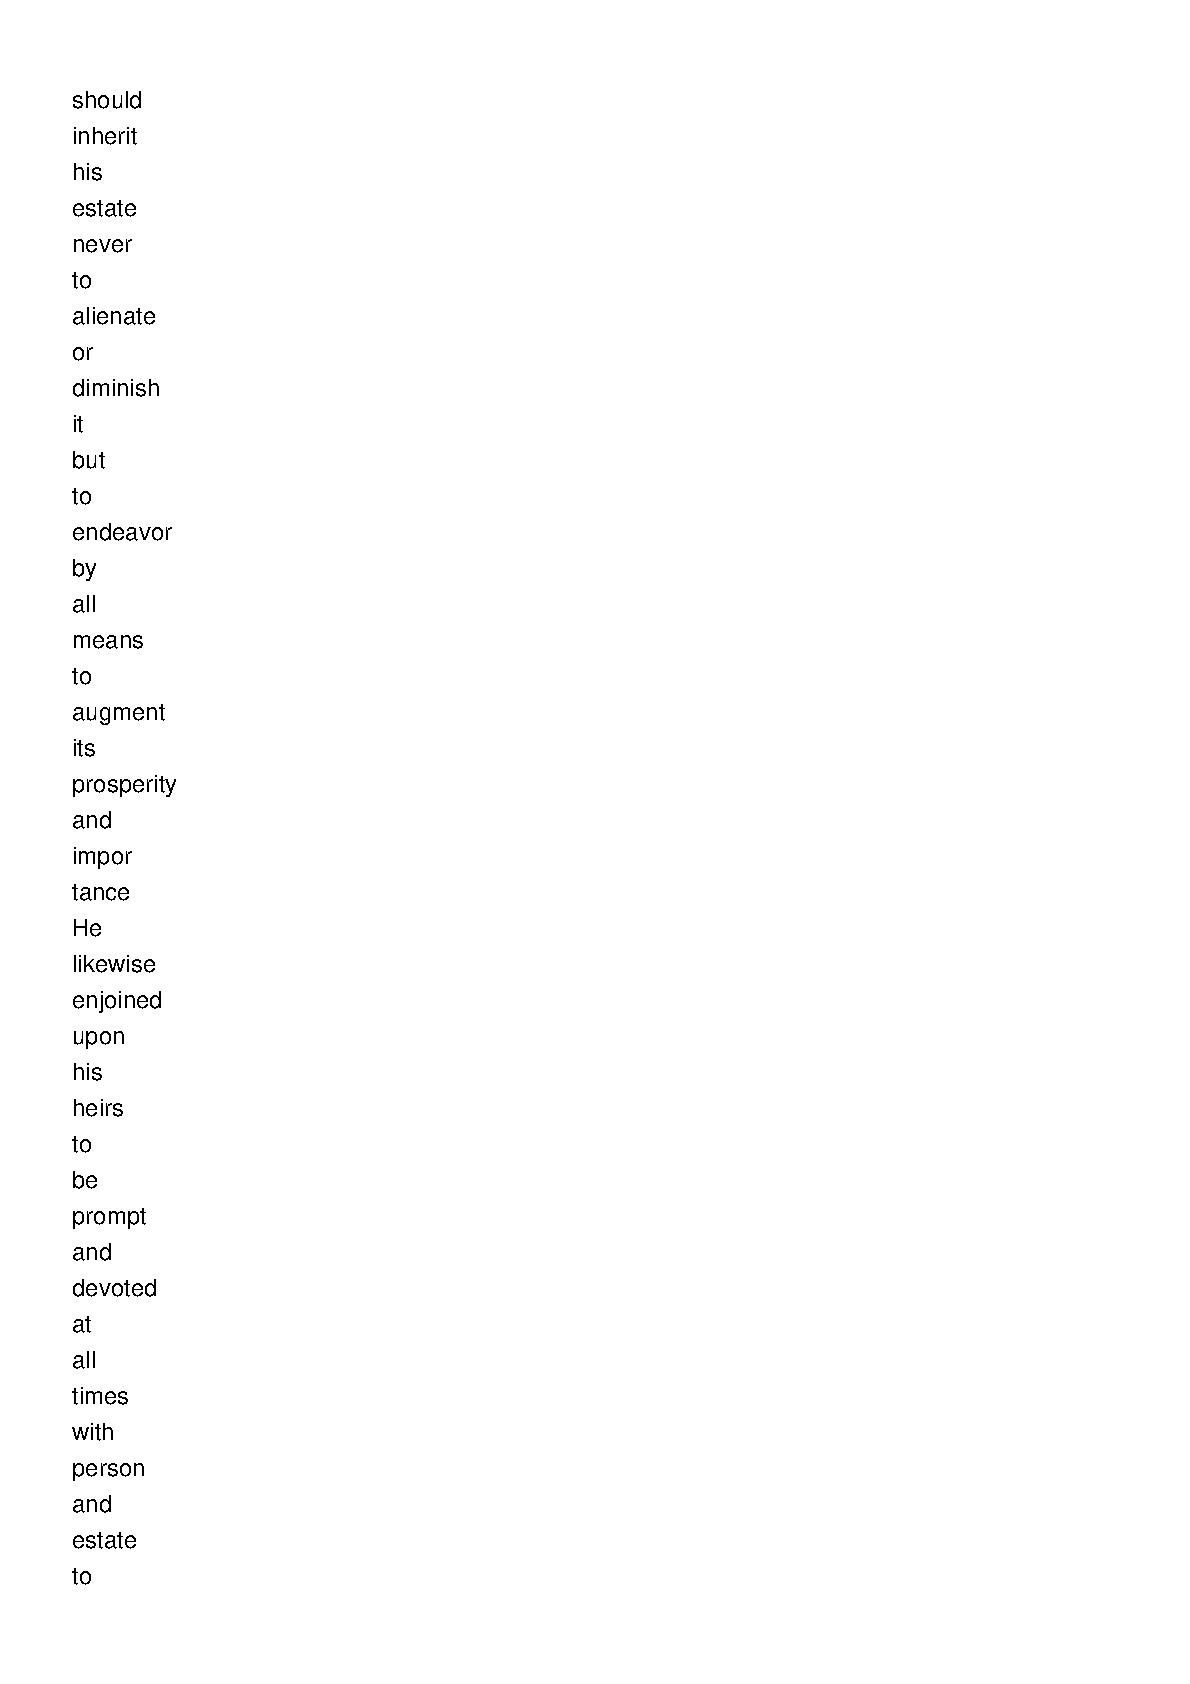 should
inherit
his
estate
never
to
alienate
or
diminish
it
but
to
endeavor
by
all
means
to
augment
its
prosperity
and
impor
tance
He
likewise
enjoined
upon
his
heirs
to
be
prompt
and
devoted
at
all
times
with
person
and
estate
to